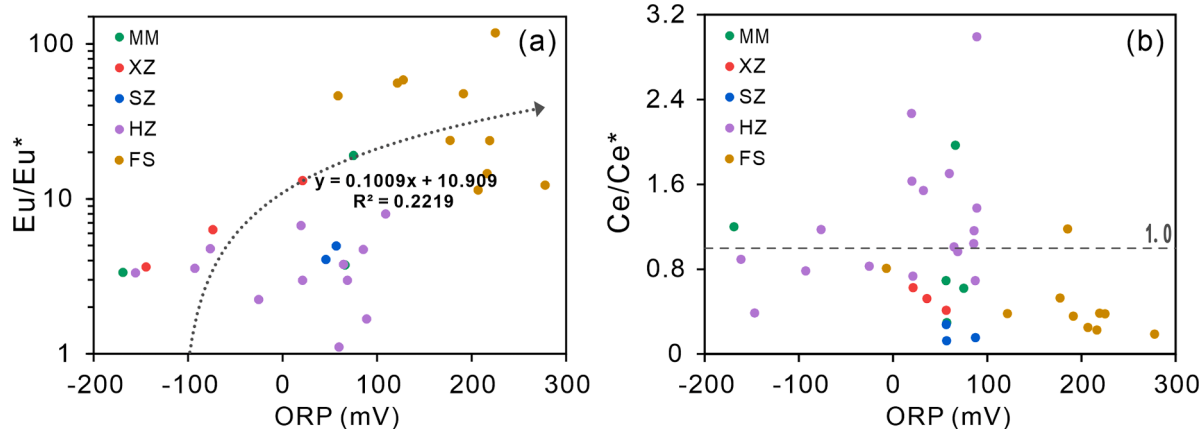 (a)
MM
XZ
SZ
HZ
FS
Eu/Eu*
100
10
1
y = 0.1009x + 10.909
R² = 0.2219
-200 -100 0 100 200 300
ORP (mV)
(b)
MM
XZ
SZ
HZ
FS
Ce/Ce*
3.2
2.4
1.6
0.8
0
1.0
-200 -100 0 100 200 300
ORP (mV)